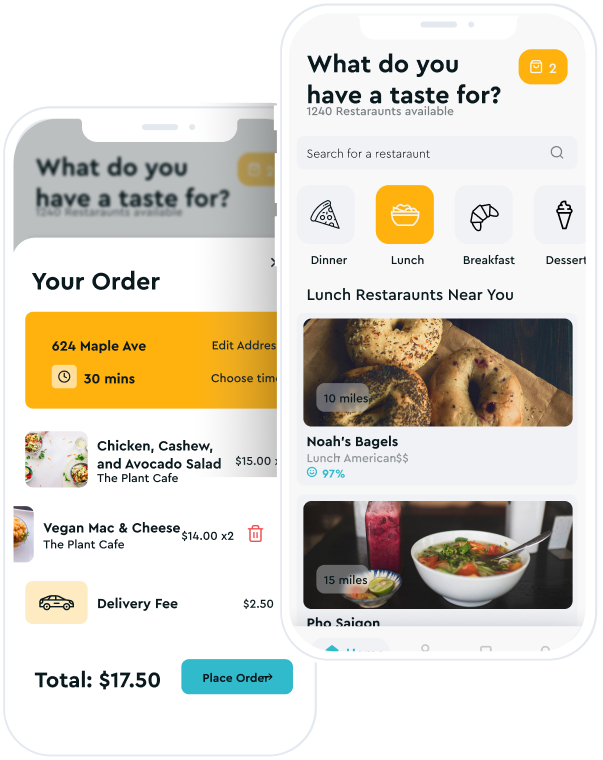 What do you
have a taste for?
1240 Restaraunts available
Your Order
624 Maple Ave
Edit Addres
30 mins
Choose tim
Chicken, Cashew,
and Avocado Salad
$15.00
The Plant Cafe
Vegan Mac & Cheese
$14.00 x2
The Plant Cafe
Delivery Fee
$2.50
Total: $17.50
Place Order
What do you
have a taste for?
2
1240 Restaraunts available
Search for a restaraunt
Dinner
Lunch
Breakfast
Dessert
Lunch Restaraunts Near You
10 miles
Noah's Bagels
Lunch American$$
97%
15 miles
Pho Saigon